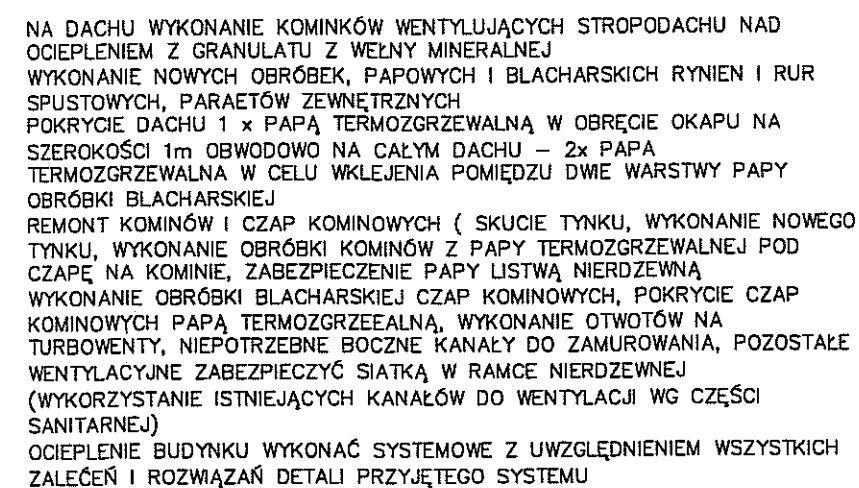 NA DACHU WYKONANIE KOMINKÓW WENTYLUJĄCYCH STROPODACHU NAD
OCIEPLENIEM Z GRANULATU Z WEŁNY MINERALNEJ
WYKONANIE NOWYCH OBRÓBEK, PAPOWYCH I BLACHARSKICH RYNIEN I RUR
SPUSTOWYCH, PARAETÓW ZEWNĘTRZNYCH
POKRYCIE DACHU 1 x PAPĄ TERMOZGRZEWALNĄ W OBRĘCIE OKAPU NA
SZEROKOŚCI 1m OBWODOWO NA CAŁYM DACHU – 2x PAPA
TERMOZGRZEWALNA W CELU WKLEJENIA POMIĘDZU DWIE WARSTWY PAPY
OBRÓBKI BLACHARSKIEJ
REMONT KOMINÓW I CZAP KOMINOWYCH ( SKUCIE TYNKU, WYKONANIE NOWEGO
TYNKU, WYKONANIE OBRÓBKI KOMINÓW Z PAPY TERMOZGRZEWALNEJ POD
CZAPĘ NA KOMINIE, ZABEZPIECZENIE PAPY LISTWĄ NIERDZEWNĄ
WYKONANIE OBRÓBKI BLACHARSKIEJ CZAP KOMINOWYCH, POKRYCIE CZAP
KOMINOWYCH PAPĄ TERMOZGRZEEALNĄ, WYKONANIE OTWOTÓW NA
TURBOWENTY, NIEPOTRZEBNE BOCZNE KANAŁY DO ZAMUROWANIA, POZOSTAŁE
WENTYLACYJNE ZABEZPIECZYĆ SIATKĄ W RAMCE NIERDZEWNEJ
(WYKORZYSTANIE ISTNIEJĄCYCH KANAŁÓW DO WENTYLACJI WG CZĘŚCI
SANITARNEJ)
OCIEPLENIE BUDYNKU WYKONAĆ SYSTEMOWE Z UWZGLĘDNIENIEM WSZYSTKICH
ZALEĆEŃ I ROZWIĄZAŃ DETALI PRZYJĘTEGO SYSTEMU